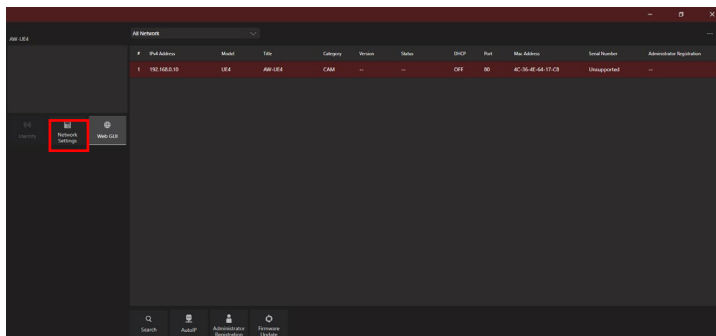 AW-UE4
All Network
# IPv4 Address Model Title Category Version Status DHCP Port Mac Address Serial Number Administrator Registration
1 192.168.0.10 UE4 AW-UE4 CAM -- -- OFF 80 4C-36-4E-64-17-C8 Unsupported --
Identify
Network
Settings
Web GUI
Search
AutoIP
Administrator
Registration
Firmware
Update